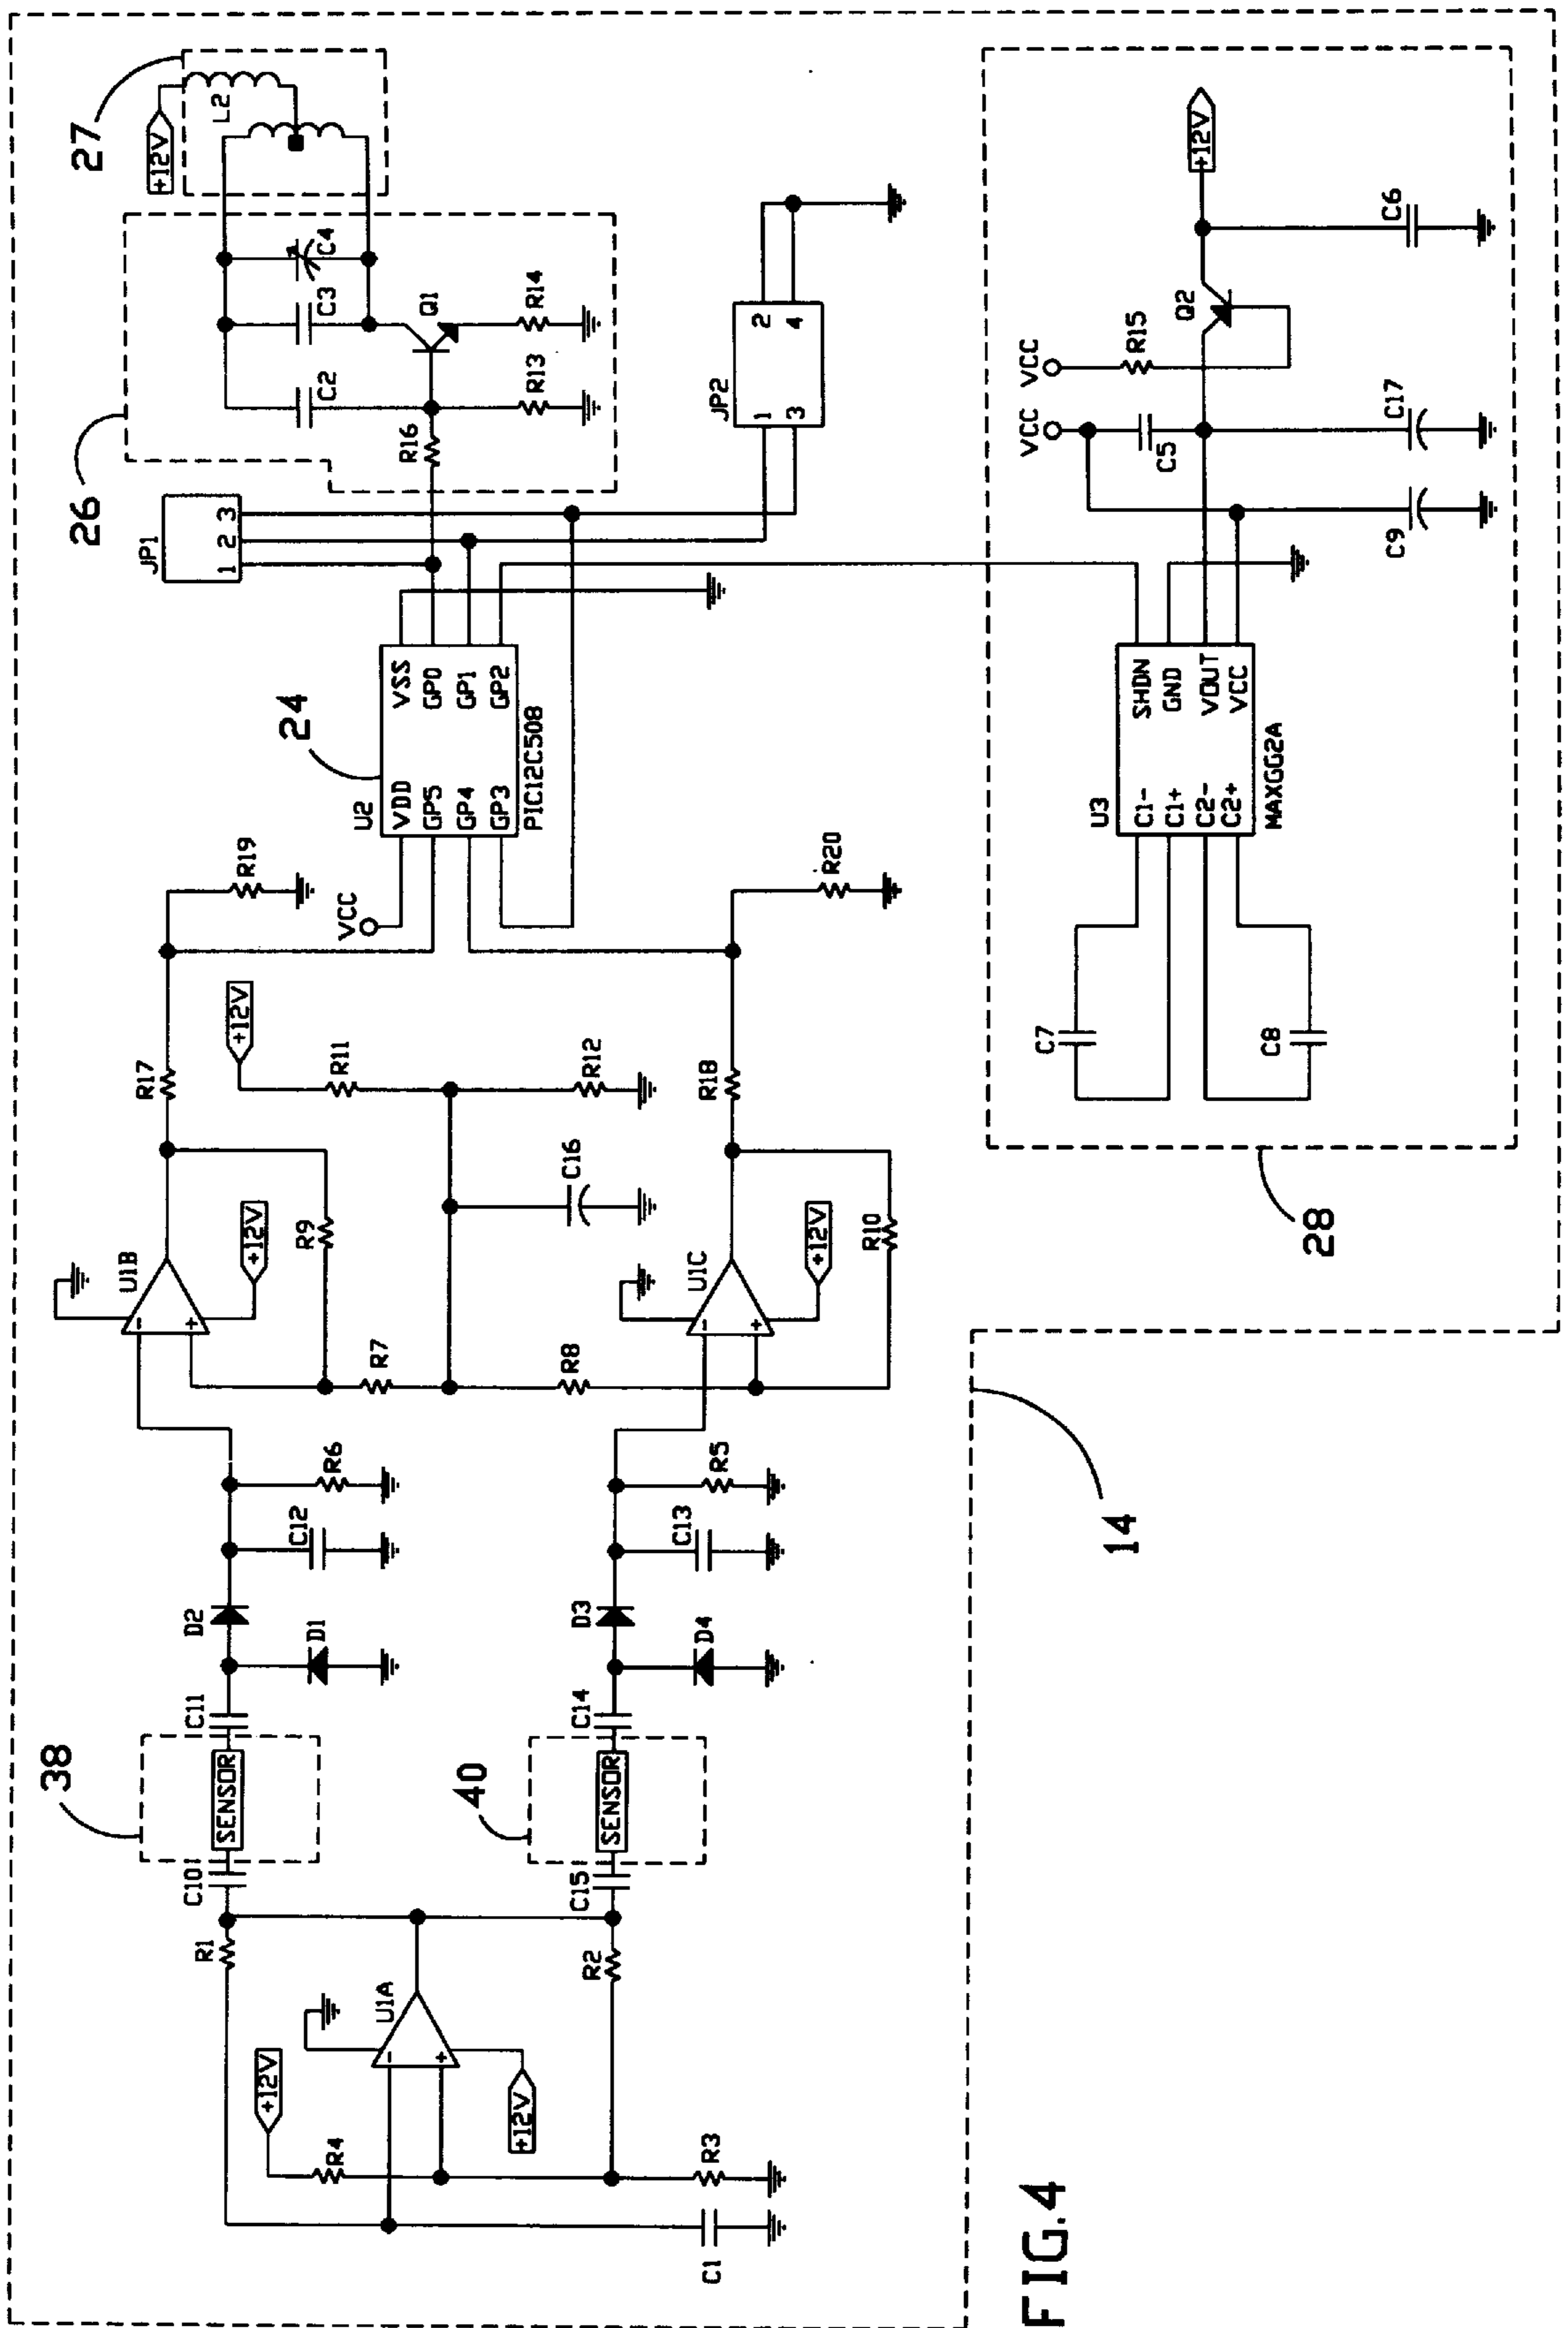 27
+12V
L2
26
C4
C3
C2
Q1
R14
R13
R16
JP1
1 2 3
JP2
1 2
3 4
24
U2
VDD VSS
GP5 GP0
GP4 GP1
GP3 GP2
PIC12C508
VCC
R19
R20
R17
+12V
R11
R12
C16
R18
U1B
-
+
+12V
R9
R7
R8
U1C
-
+
+12V
R10
R6
C12
D2
D1
C11
38
SENSOR
C10
R5
C13
D3
D4
C14
40
SENSOR
C15
R1
R2
U1A
-
+
+12V
+12V
R4
R3
C1
28
U3
C1- SHDN
C1+ GND
C2- VOUT
C2+ VCC
MAXGG2A
C7
C8
VCC
VCC
R15
Q2
+12V
C5
C6
C17
C9
14
FIG.4